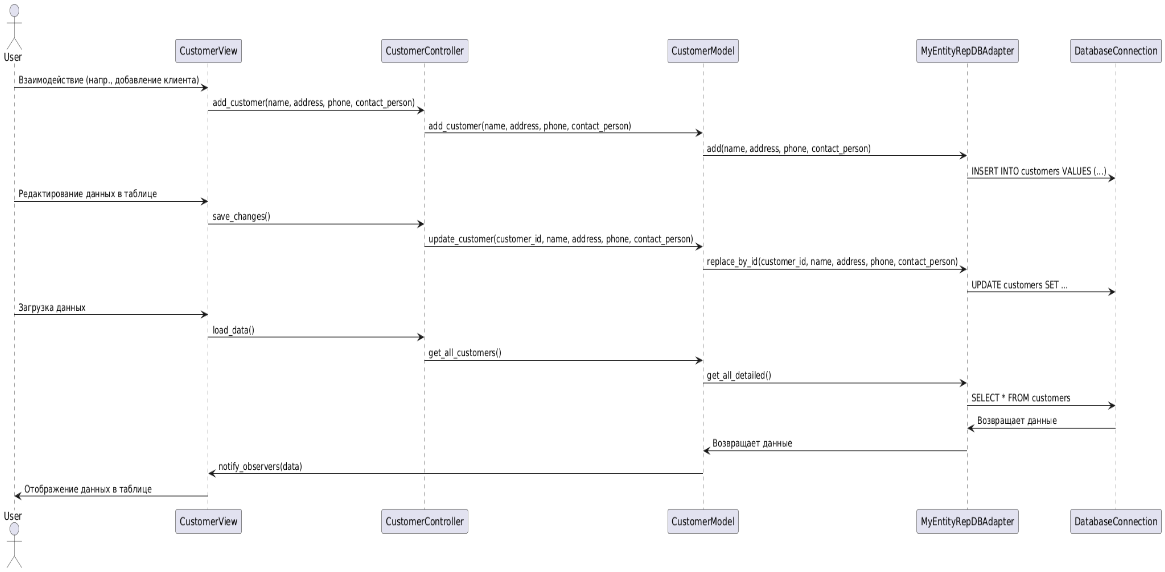 User
CustomerView
CustomerController
CustomerModel
MyEntityRepDBAdapter
DatabaseConnection
Взаимодействие (напр., добавление клиента)
add_customer(name, address, phone, contact_person)
add_customer(name, address, phone, contact_person)
add(name, address, phone, contact_person)
INSERT INTO customers VALUES (...)
Редактирование данных в таблице
save_changes()
update_customer(customer_id, name, address, phone, contact_person)
replace_by_id(customer_id, name, address, phone, contact_person)
UPDATE customers SET ...
Загрузка данных
load_data()
get_all_customers()
get_all_detailed()
SELECT * FROM customers
Возвращает данные
Возвращает данные
notify_observers(data)
Отображение данных в таблице
User
CustomerView
CustomerController
CustomerModel
MyEntityRepDBAdapter
DatabaseConnection